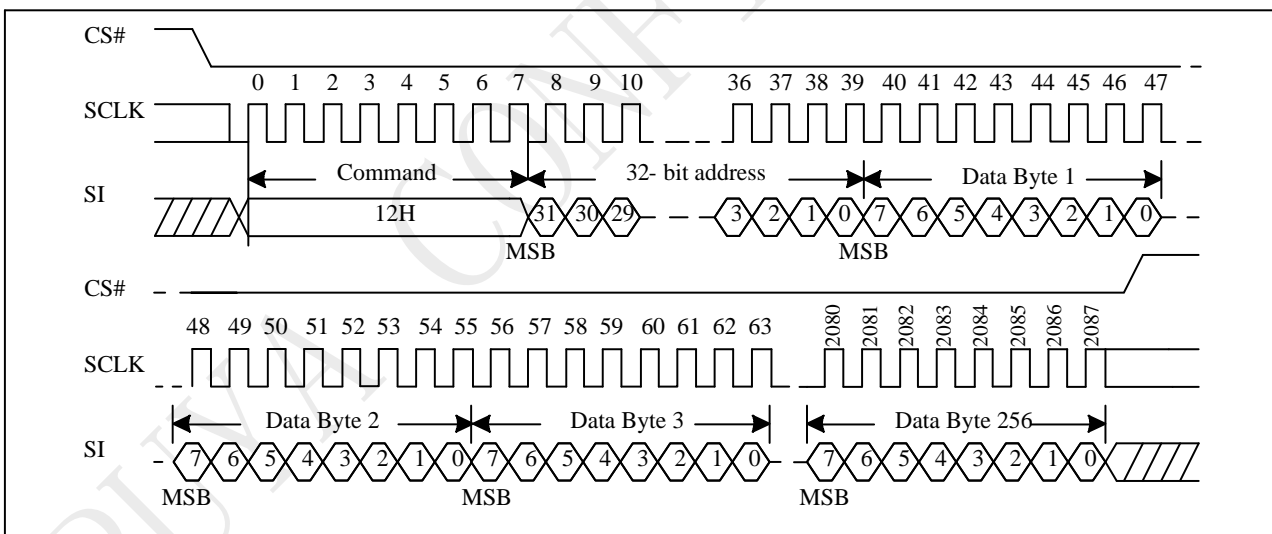 CS#
0 1 2 3 4 5 6 7 8 9 10 36 37 38 39 40 41 42 43 44 45 46 47
SCLK
Command 32- bit address Data Byte 1
SI
12H 31 30 29 3 2 1 0 7 6 5 4 3 2 1 0
MSB MSB
CS#
48 49 50 51 52 53 54 55 56 57 58 59 60 61 62 63 2080 2081 2082 2083 2084 2085 2086 2087
SCLK
Data Byte 2 Data Byte 3 Data Byte 256
SI
7 6 5 4 3 2 1 0 7 6 5 4 3 2 1 0 7 6 5 4 3 2 1 0
MSB MSB MSB